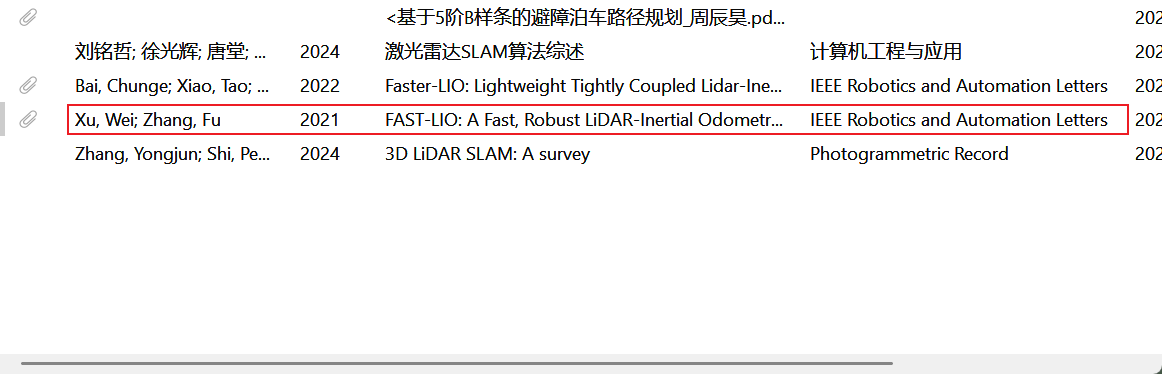 <基于5阶B样条的避障泊车路径规划_周辰昊.pd... 202
刘铭哲; 徐光辉; 唐堂; ... 2024 激光雷达SLAM算法综述 计算机工程与应用 202
Bai, Chunge; Xiao, Tao; ... 2022 Faster-LIO: Lightweight Tightly Coupled Lidar-Ine... IEEE Robotics and Automation Letters 202
Xu, Wei; Zhang, Fu 2021 FAST-LIO: A Fast, Robust LiDAR-Inertial Odometr... IEEE Robotics and Automation Letters 202
Zhang, Yongjun; Shi, Pe... 2024 3D LiDAR SLAM: A survey Photogrammetric Record 202